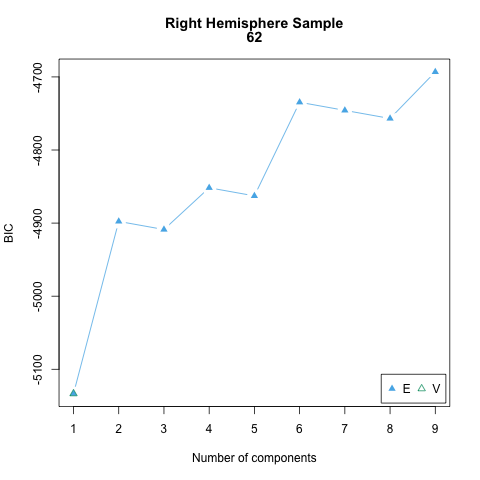 Right Hemisphere Sample
62
BIC
-4700
-4800
-4900
-5000
-5100
1 2 3 4 5 6 7 8 9
Number of components
E V